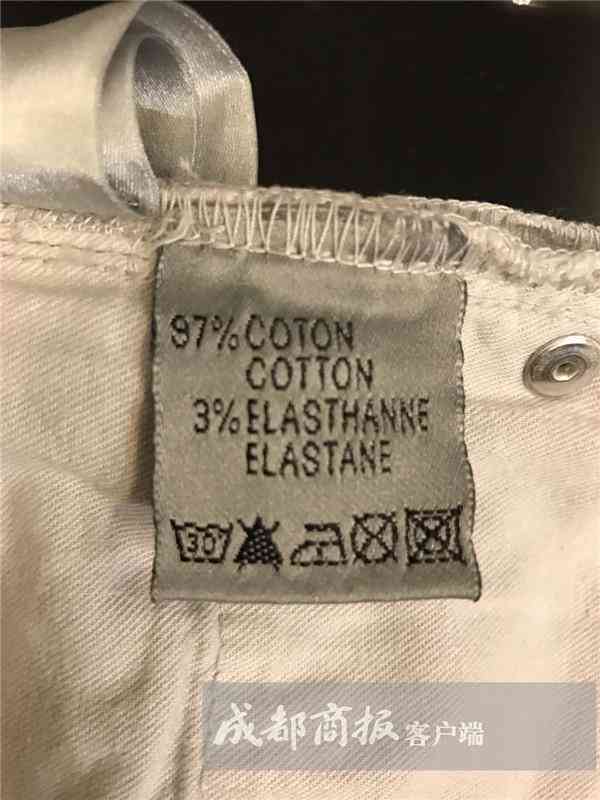 97% COTON
COTTON
3% ELASTHANNE
ELASTANE
30
成都商报客户端